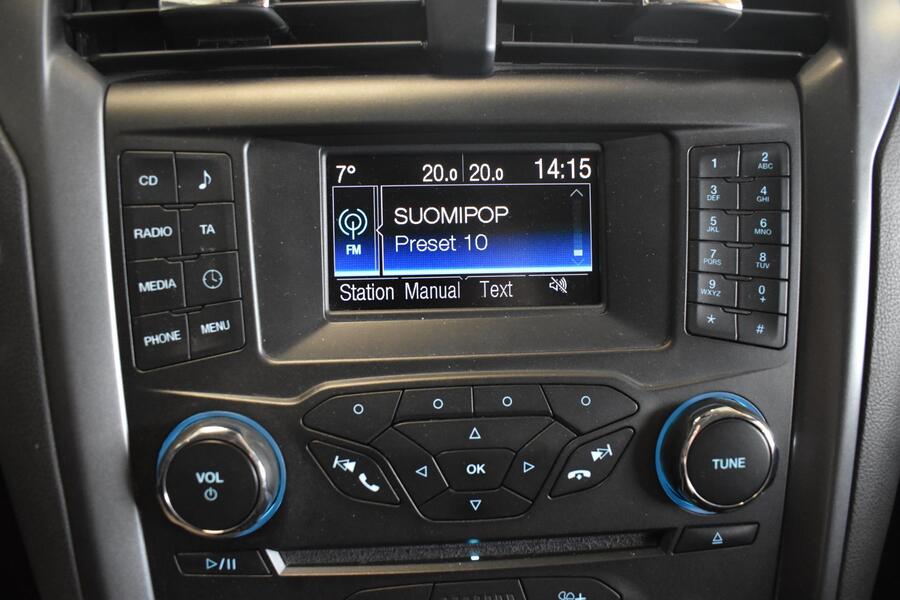 7° 20.0 20.0 14:15
SUOMIPOP
FM Preset 10
Station Manual Text
CD
RADIO TA
MEDIA
PHONE MENU
1 2 ABC
3 DEF 4 GHI
5 JKL 6 MNO
7 PQRS 8 TUV
9 WXYZ 0 +
* #
VOL
OK
TUNE